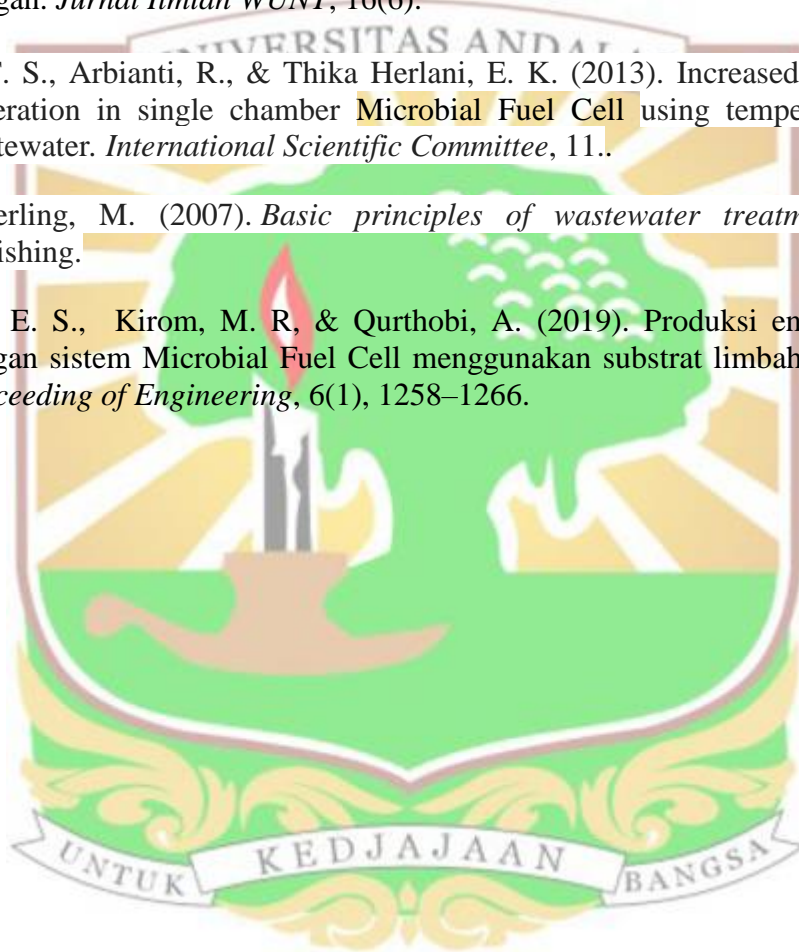 gan. Jurnal Ilmiah WUNY, 16(6).
UNIVERSITAS ANDALA
. S., Arbianti, R., & Thika Herlani, E. K. (2013). Increased
eration in single chamber Microbial Fuel Cell using tempe
tewater. International Scientific Committee, 11..
erling, M. (2007). Basic principles of wastewater treatm
ishing.
E. S., Kirom, M. R, & Qurthobi, A. (2019). Produksi en
gan sistem Microbial Fuel Cell menggunakan substrat limbah
ceeding of Engineering, 6(1), 1258–1266.
UNTUK KEDJAJAAN BANGSA